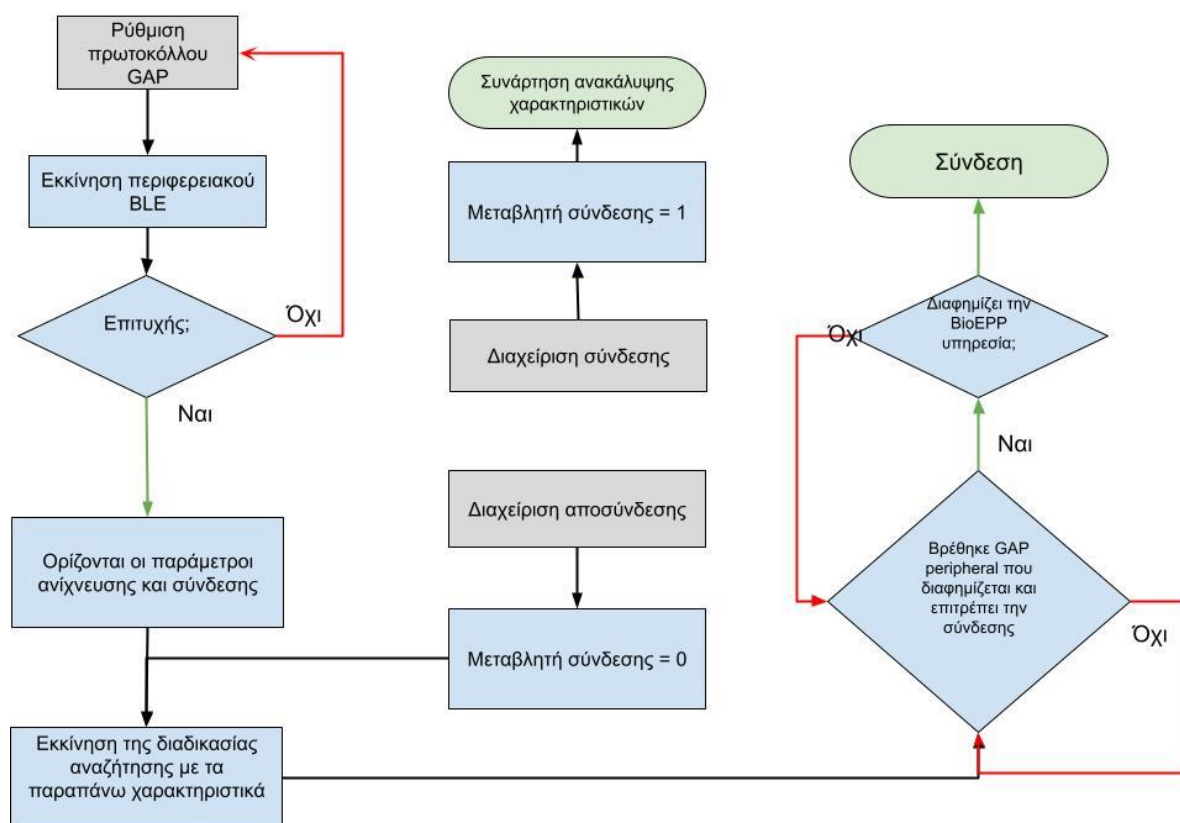 Ρύθμιση
πρωτοκόλλου
GAP
Εκκίνηση περιφερειακού
BLE
Επιτυχής;
Όχι
Ναι
Ορίζονται οι παράμετροι
ανίχνευσης και σύνδεσης
Εκκίνηση της διαδικασίας
αναζήτησης με τα
παραπάνω χαρακτηριστικά
Συνάρτηση ανακάλυψης
χαρακτηριστικών
Μεταβλητή σύνδεσης = 1
Διαχείριση σύνδεσης
Διαχείριση αποσύνδεσης
Μεταβλητή σύνδεσης = 0
Σύνδεση
Διαφημίζει την
BioEPP
υπηρεσία;
Όχι
Ναι
Βρέθηκε GAP
peripheral που
διαφημίζεται και
επιτρέπει την
σύνδεσης
Όχι